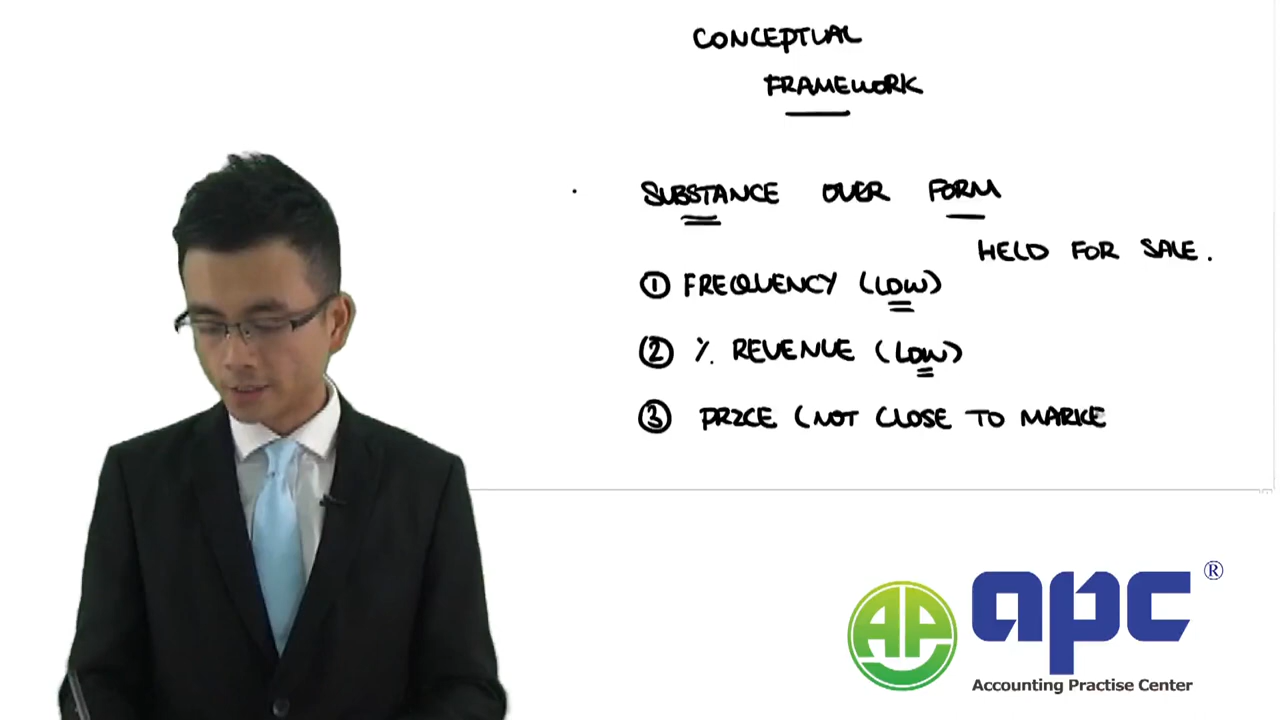 CONCEPTUAL
FRAMEWORK
SUBSTANCE OVER FORM
HELD FOR SALE.
① FREQUENCY (LOW)
② % REVENUE (LOW)
③ PRICE (NOT CLOSE TO MARKE
AP
apc®
Accounting Practise Center